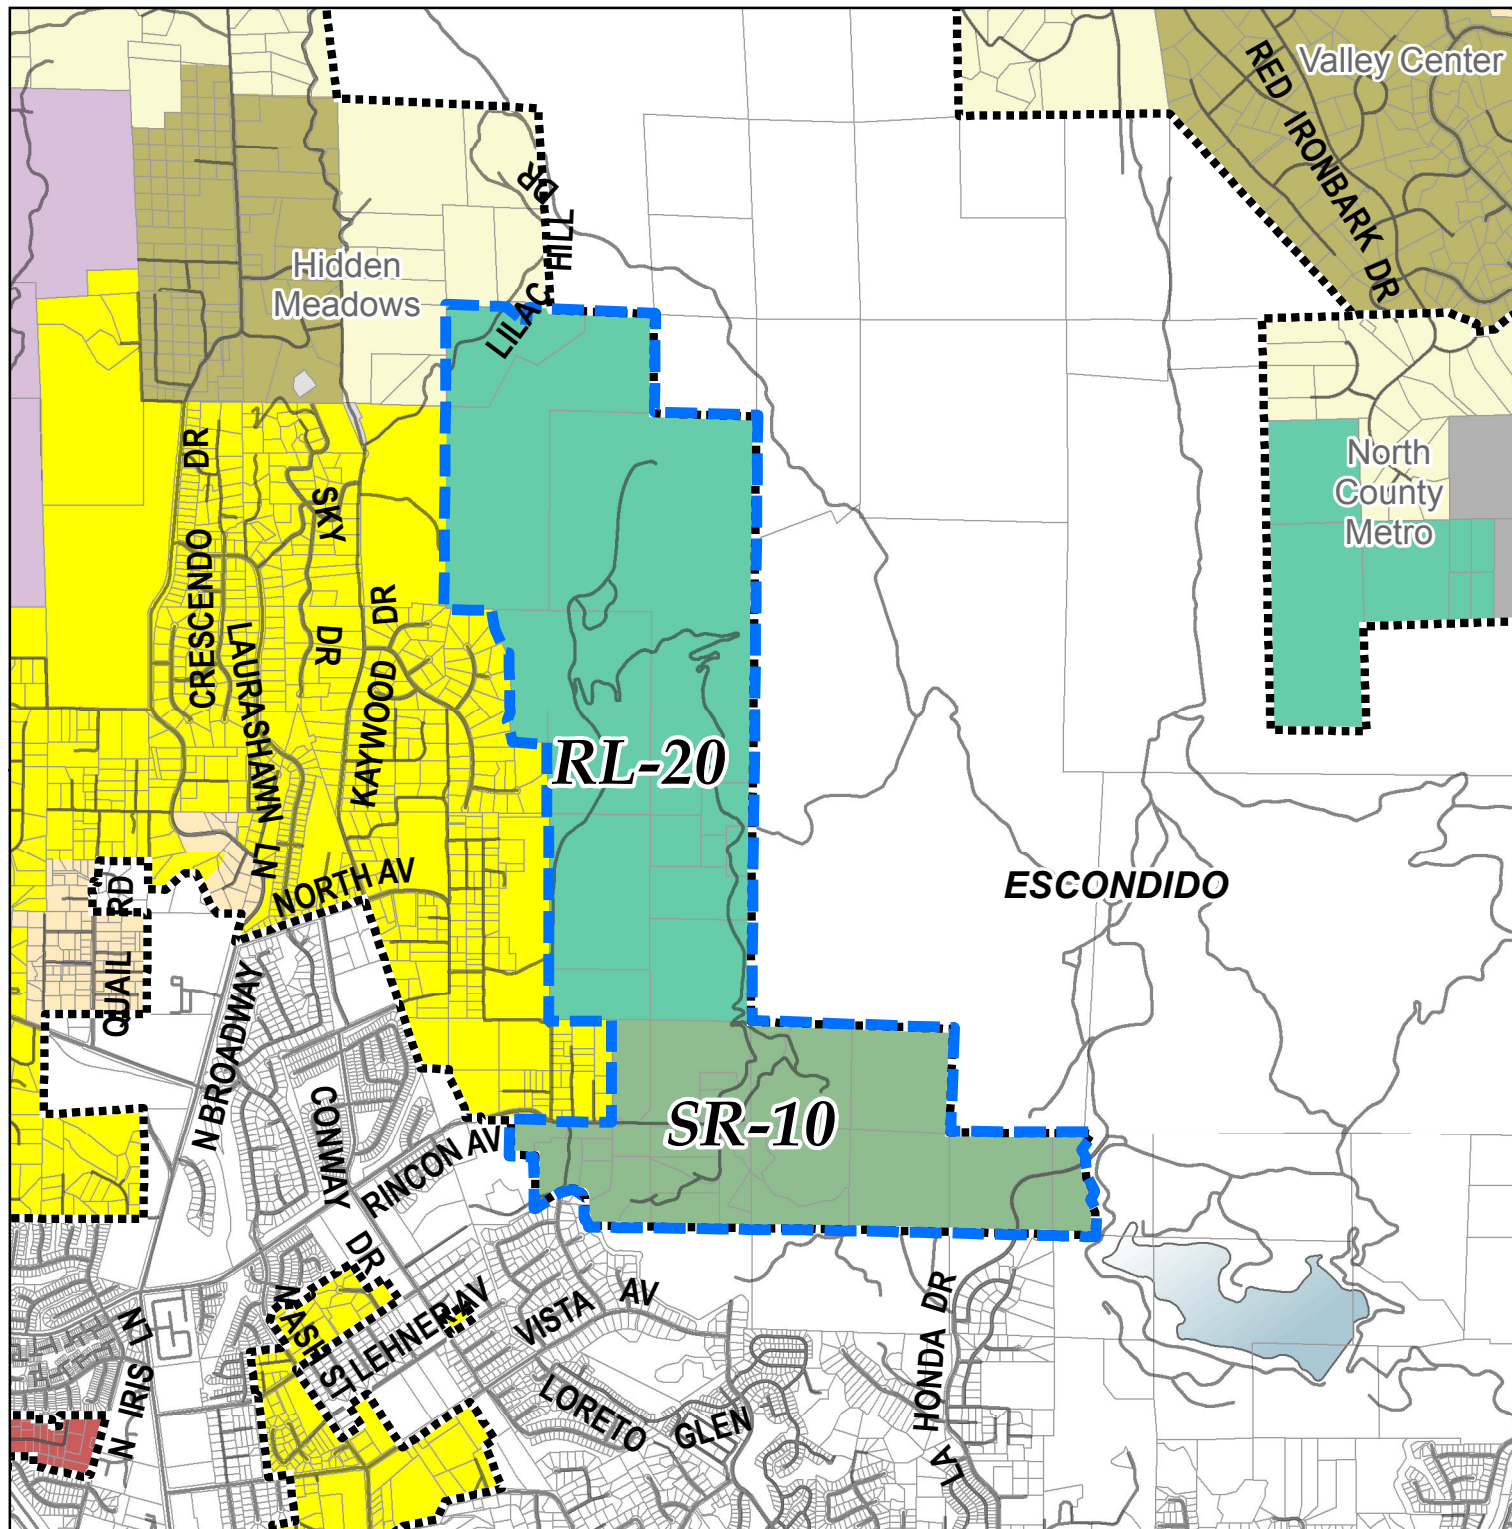 Valley Center
RED IRONBARK DR
LILAC HILL DR
Hidden
Meadows
North
County
Metro
CRESCENDO DR
SKY DR
LAURASHAWN LN
KAYWOOD DR
RL-20
NORTH AV
QUAIL RD
ESCONDIDO
N BROADWAY
CONWAY DR
RINCON AV
SR-10
N ASH ST
LEHNER AV
VISTA AV
N IRIS LN
LORETO GLEN
LA HONDA DR